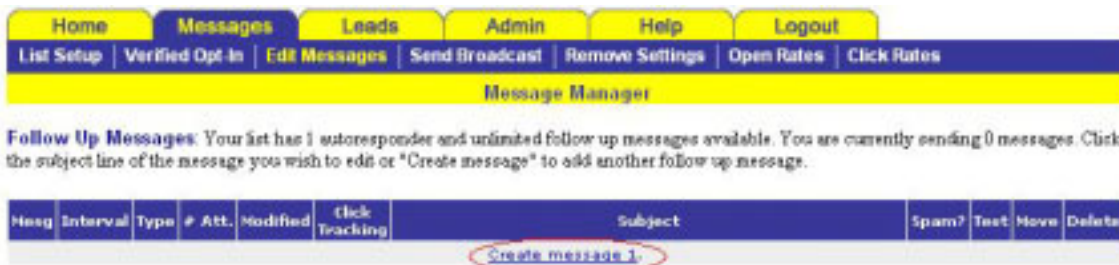 Home Messages Leads Admin Help Logout
List Setup Verified Opt-In Edit Messages Send Broadcast Remove Settings Open Rates Click Rates
Message Manager
Follow Up Messages: Your list has 1 autoresponder and unlimited follow up messages available. You are currently sending 0 messages. Click
the subject line of the message you wish to edit or "Create message" to add another follow up message.
Mesg Interval Type # Att. Modified Click Tracking Subject Spam? Test Move Delete
Create message 1.